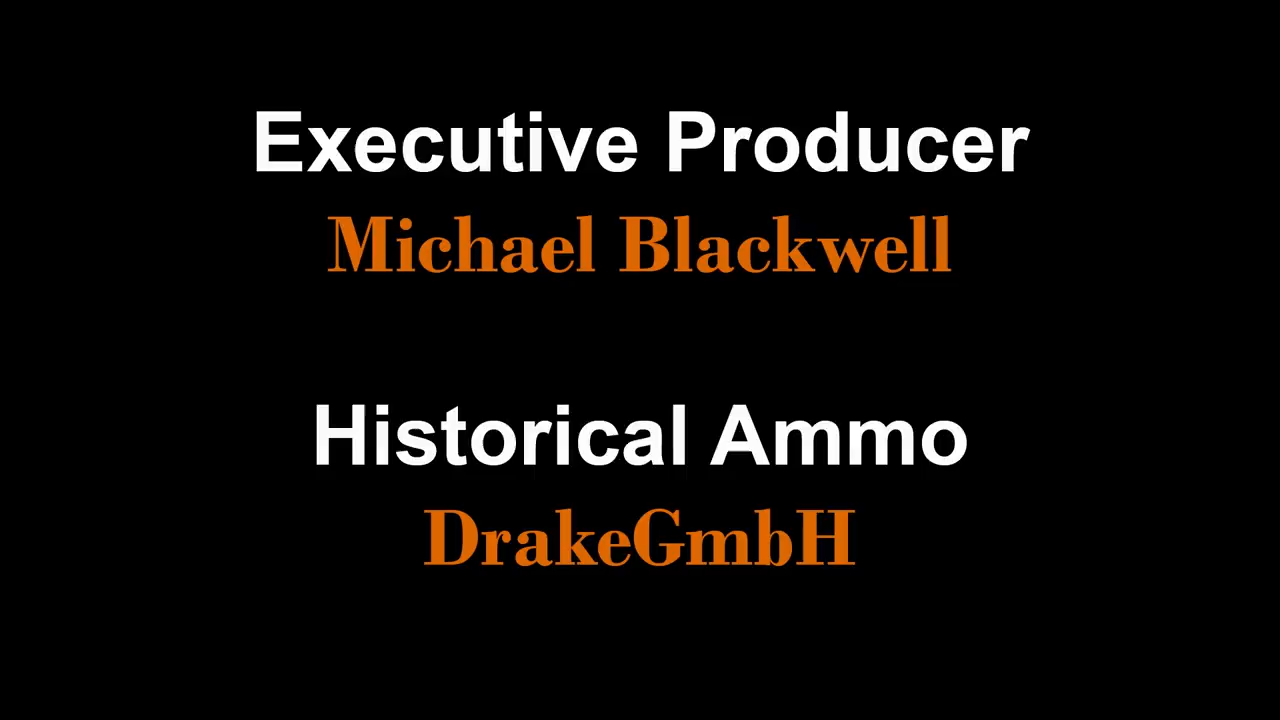 Executive Producer
Michael Blackwell
Historical Ammo
DrakeGmbH